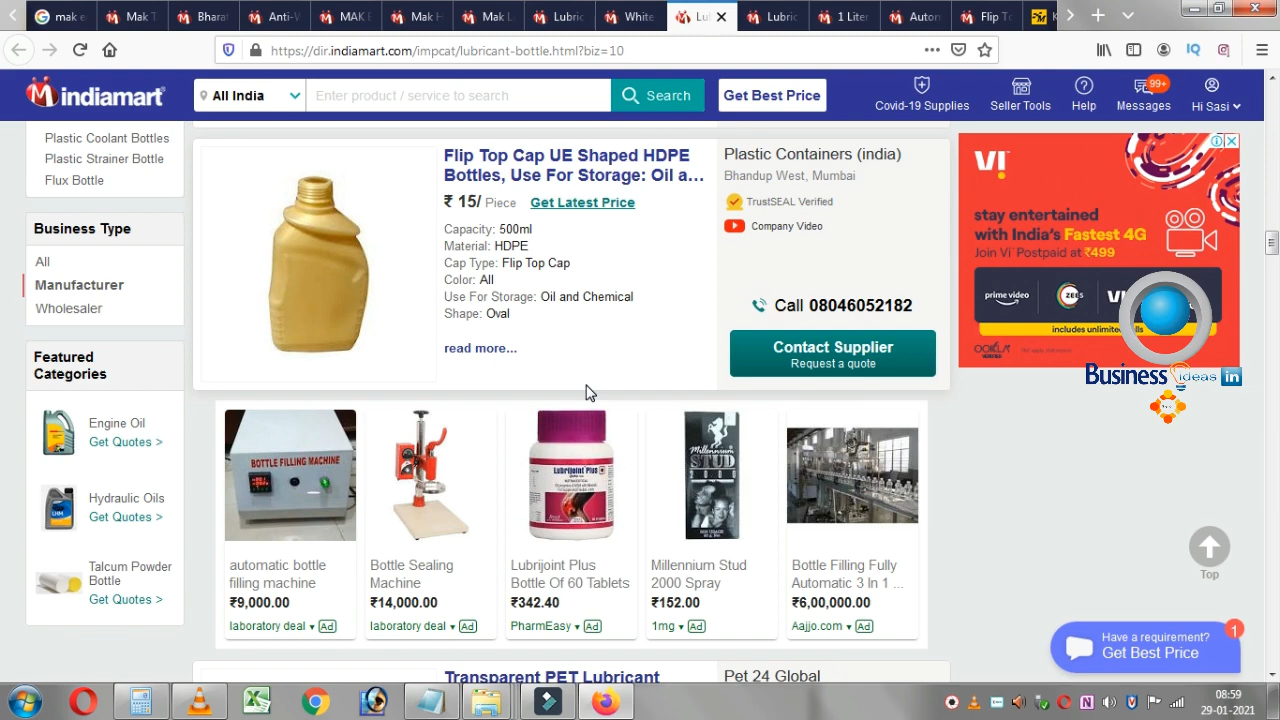 mak e
Mak T
Bharat
Anti-W
MAK E
Mak H
Mak L
Lubric
White
Lu
Lubric
1 Liter
Autom
Flip To
https://dir.indiamart.com/impcat/lubricant-bottle.html?biz=10
IQ
indiamart
All India
Enter product / service to search
Search
Get Best Price
Covid-19 Supplies
Seller Tools
Help
99+
Messages
Hi Sasi
Plastic Coolant Bottles
Plastic Strainer Bottle
Flux Bottle
Business Type
All
Manufacturer
Wholesaler
Featured
Categories
Engine Oil
Get Quotes >
Hydraulic Oils
Get Quotes >
Talcum Powder
Bottle
Get Quotes >
Flip Top Cap UE Shaped HDPE
Bottles, Use For Storage: Oil a...
₹ 15/ Piece Get Latest Price
Capacity: 500ml
Material: HDPE
Cap Type: Flip Top Cap
Color: All
Use For Storage: Oil and Chemical
Shape: Oval
read more...
Plastic Containers (india)
Bhandup West, Mumbai
TrustSEAL Verified
Company Video
Call 08046052182
Contact Supplier
Request a quote
VI
stay entertained
with India's Fastest 4G
Join Vi Postpaid at ₹499
prime video
ZEE5
includes unlimited calls
OOKLA
Business Ideas in
BOTTLE FILLING MACHINE
automatic bottle
filling machine
₹9,000.00
laboratory deal Ad
Bottle Sealing
Machine
₹14,000.00
laboratory deal Ad
Lubrijoint Plus
Lubrijoint Plus
Bottle Of 60 Tablets
₹342.40
PharmEasy Ad
Millennium
STUD
2000
Millennium Stud
2000 Spray
₹152.00
1mg Ad
Bottle Filling Fully
Automatic 3 In 1 ...
₹6,00,000.00
Aajjo.com Ad
Top
Transparent PET Lubricant
Pet 24 Global
Have a requirement?
Get Best Price
1
08:59
29-01-2021